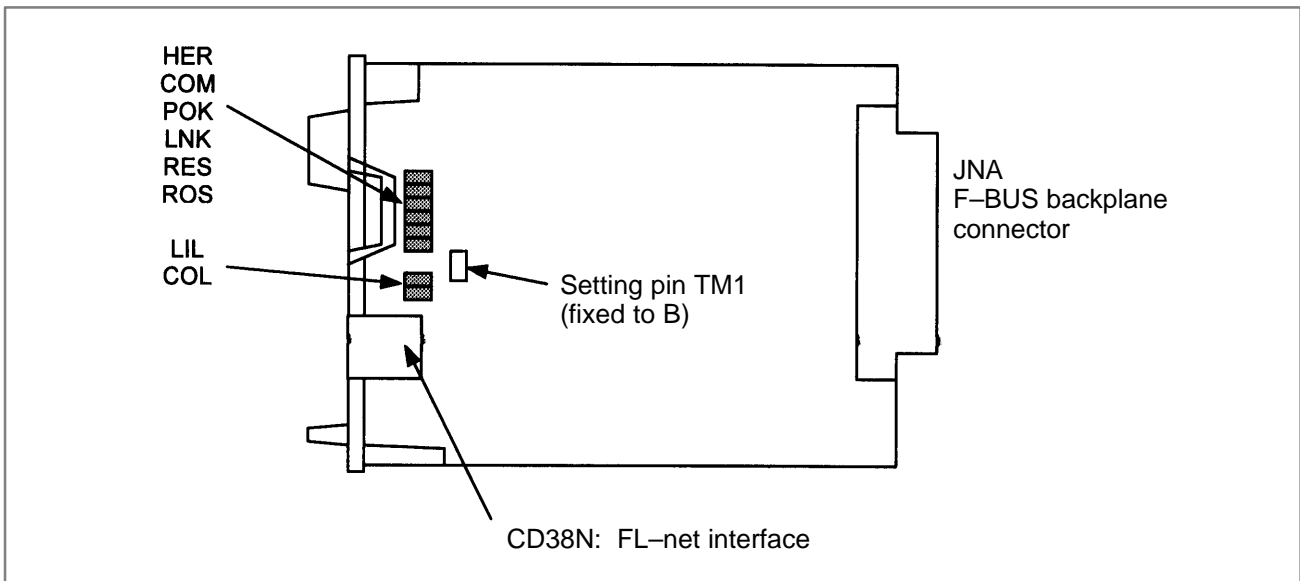 HER
COM
POK
LNK
RES
ROS
LIL
COL
JNA
F–BUS backplane
connector
Setting pin TM1
(fixed to B)
CD38N: FL–net interface